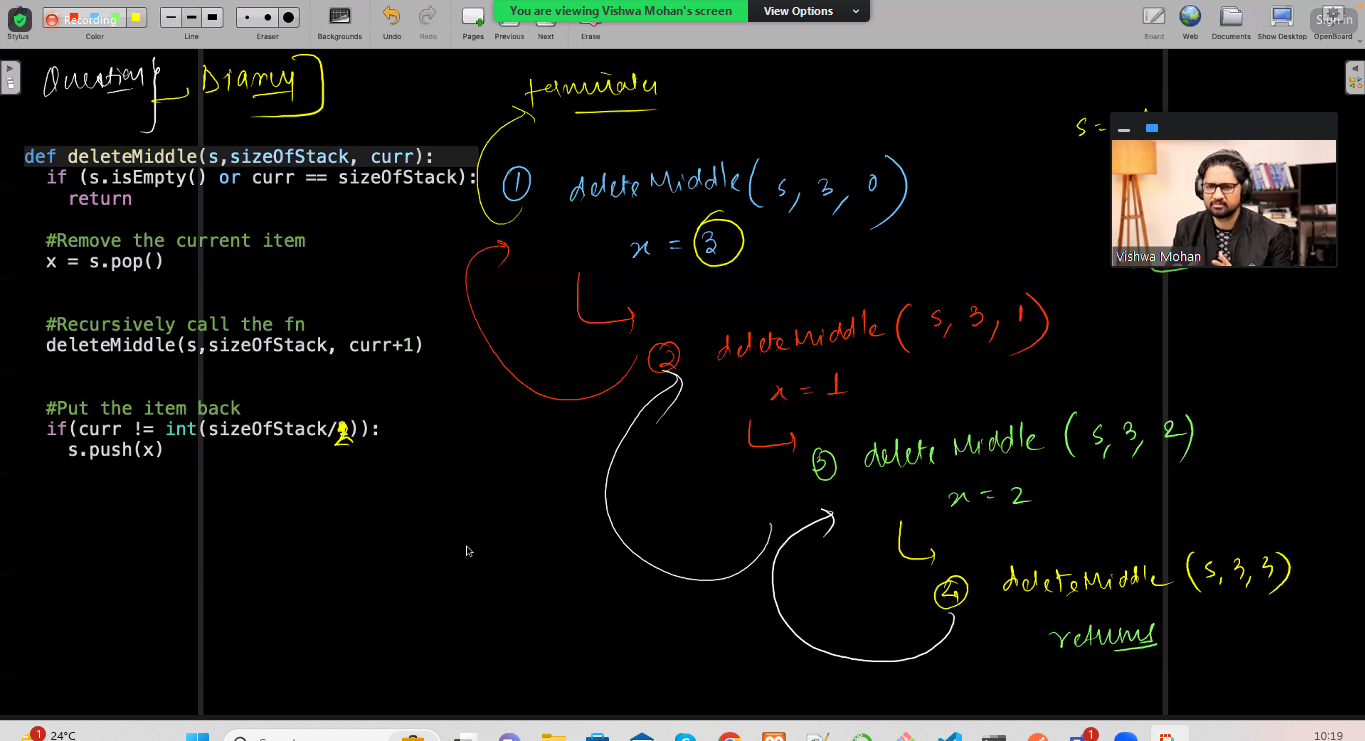 You are viewing Vishwa Mohan's screen
View Options
Recording
Sign in
Stylus
Color
Line
Eraser
Backgrounds
Undo
Redo
Pages
Previous
Next
Erase
Board
Web
Documents
Show Desktop
OpenBoard
Question
Diary
terminates
def deleteMiddle(s,sizeOfStack, curr):
if (s.isEmpty() or curr == sizeOfStack):
return
#Remove the current item
x = s.pop()
#Recursively call the fn
deleteMiddle(s,sizeOfStack, curr+1)
#Put the item back
if(curr != int(sizeOfStack/2)):
s.push(x)
1 deleteMiddle(s, 3, 0)
x = 3
2 deleteMiddle(s, 3, 1)
x = 1
3 deleteMiddle(s, 3, 2)
x = 2
4 deleteMiddle(s, 3, 3)
returns
s =
Vishwa Mohan
1
24°C
1
10:19